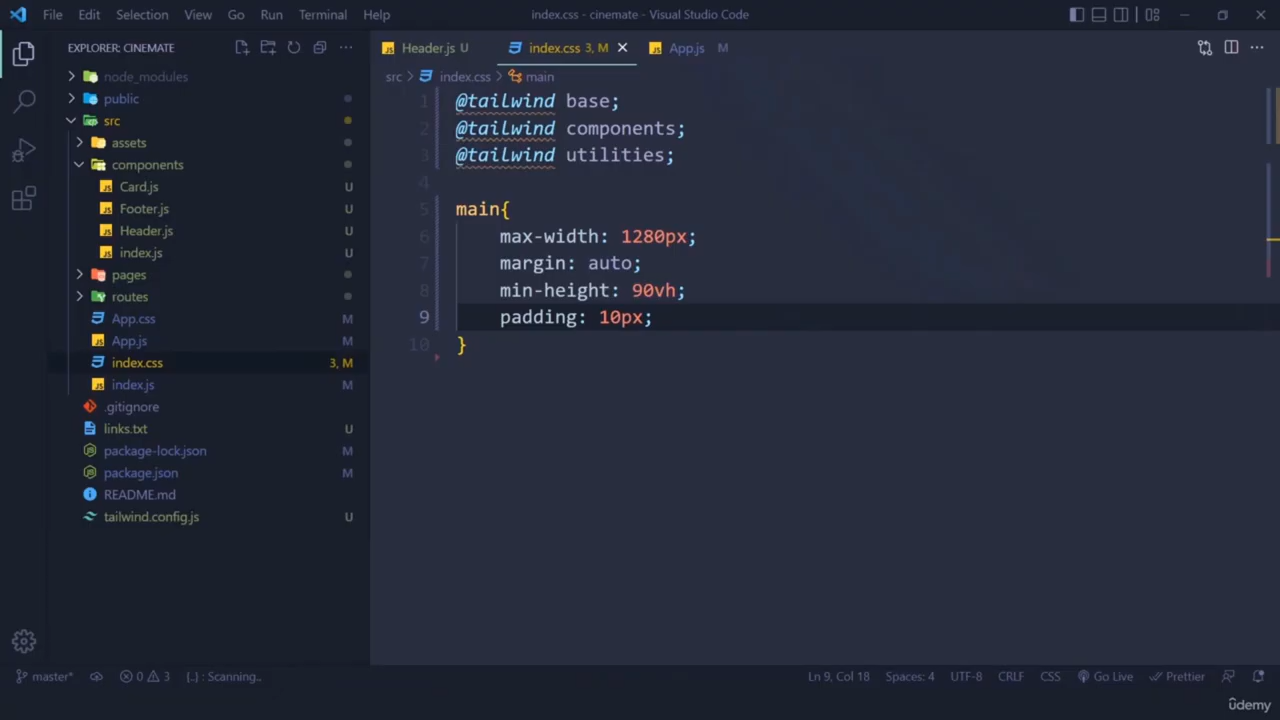 File Edit Selection View Go Run Terminal Help index.css - cinemate - Visual Studio Code
EXPLORER: CINEMATE
node_modules
public
src
assets
components
Card.js U
Footer.js U
Header.js U
index.js U
pages
routes
App.css M
App.js M
index.css 3, M
index.js M
.gitignore
links.txt U
package-lock.json M
package.json M
README.md
tailwind.config.js U
Header.js U index.css 3, M App.js M
src > index.css > main
1 @tailwind base;
2 @tailwind components;
3 @tailwind utilities;
4
5 main{
6 max-width: 1280px;
7 margin: auto;
8 min-height: 90vh;
9 padding: 10px;
10 }
master* 0 3 {..} : Scanning.. Ln 9, Col 18 Spaces: 4 UTF-8 CRLF CSS Go Live Prettier
ûdemy